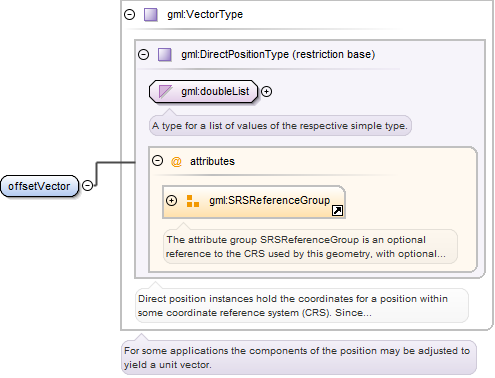 gml:VectorType
gml:DirectPositionType (restriction base)
gml:doubleList
A type for a list of values of the respective simple type.
@ attributes
gml:SRSReferenceGroup
offsetVector
The attribute group SRSReferenceGroup is an optional
reference to the CRS used by this geometry, with optional...
Direct position instances hold the coordinates for a position within
some coordinate reference system (CRS). Since...
For some applications the components of the position may be adjusted to
yield a unit vector.